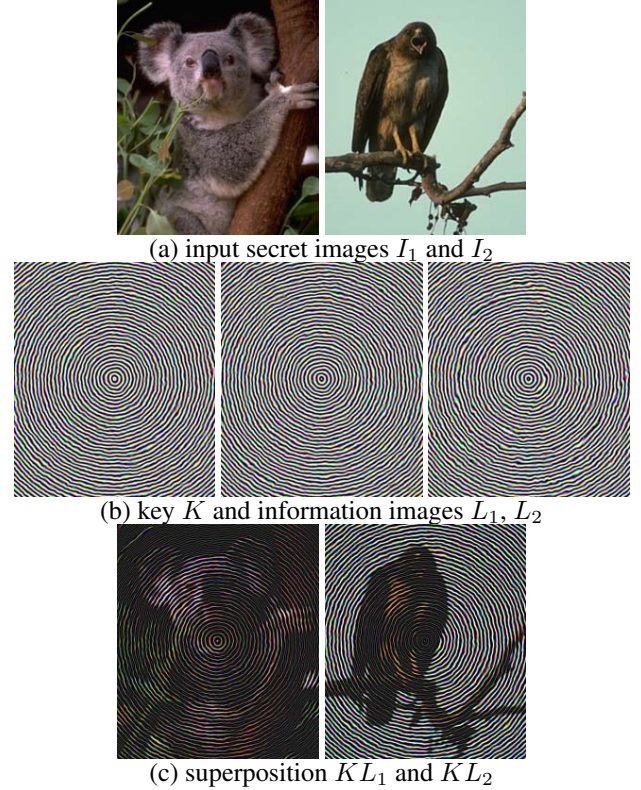 (a) input secret images I₁ and I₂
(b) key K and information images L₁, L₂
(c) superposition KL₁ and KL₂